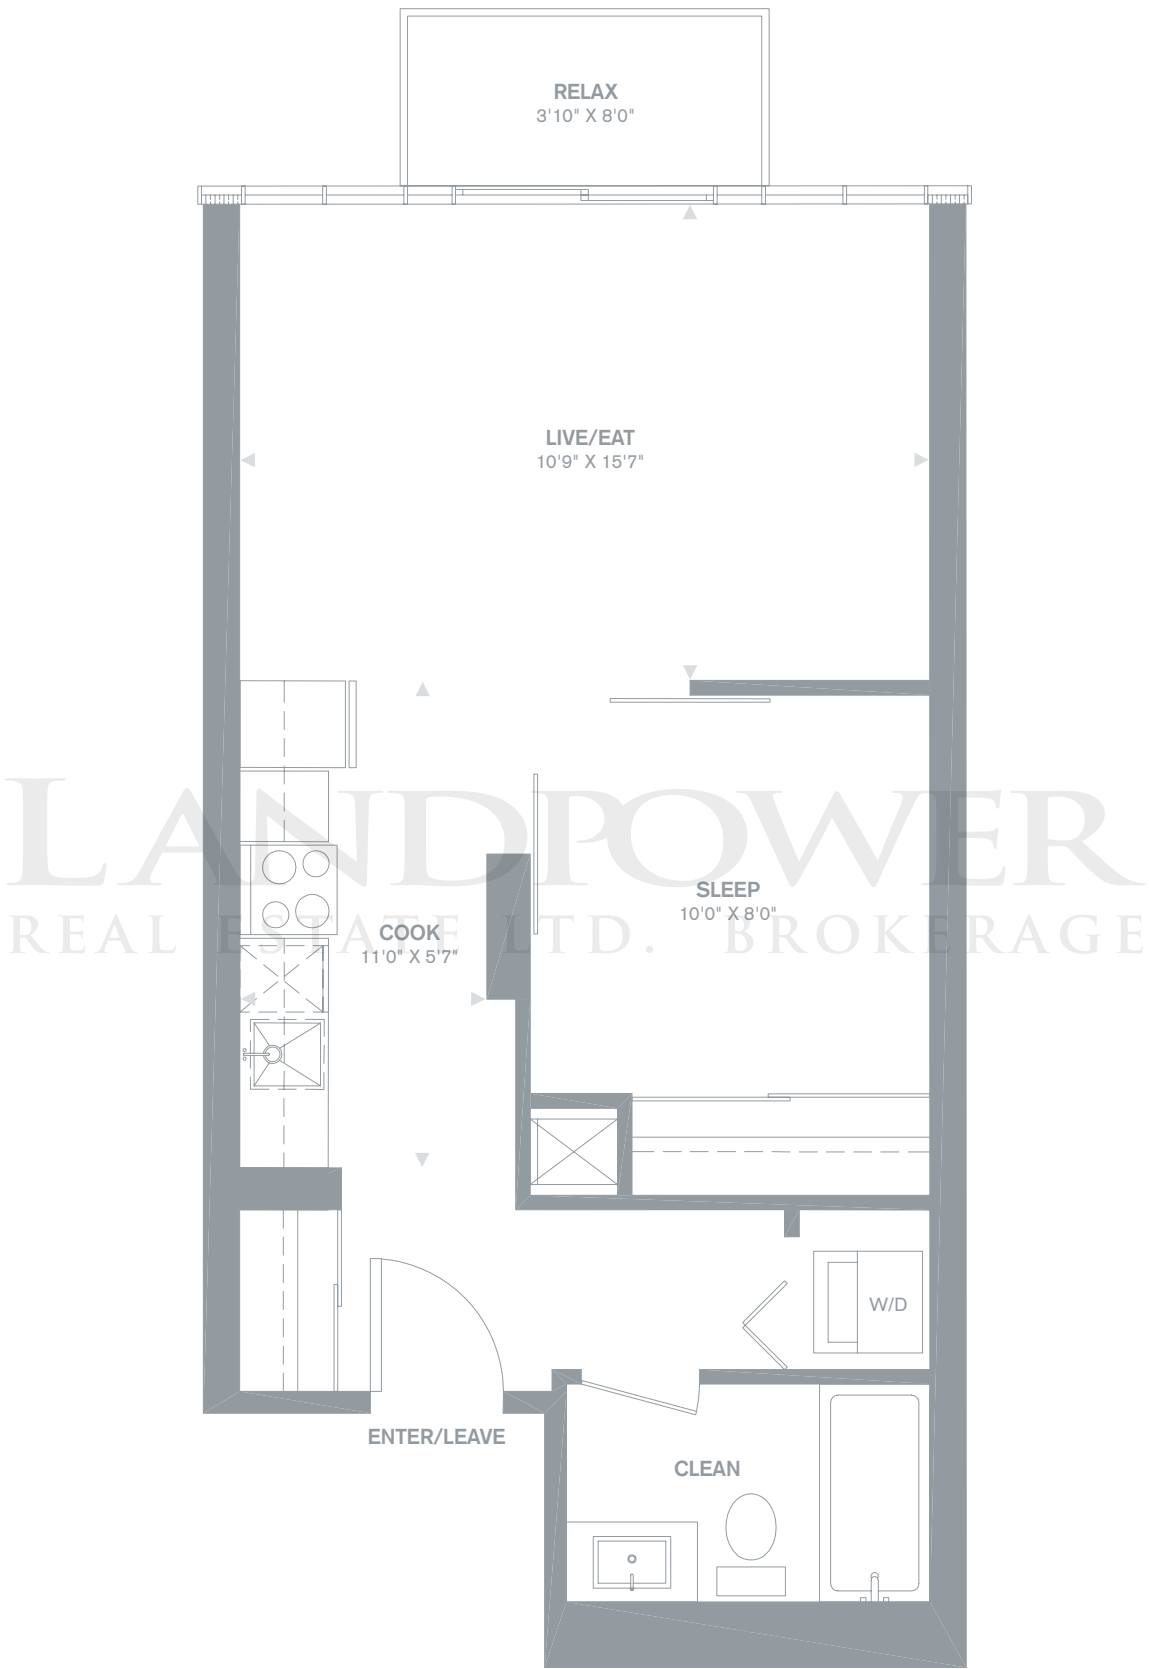 RELAX
3'10" X 8'0"
LIVE/EAT
10'9" X 15'7"
LANDPOWER
SLEEP
10'0" X 8'0"
REAL ESTATE LTD. BROKERAGE
COOK
11'0" X 5'7"
W/D
ENTER/LEAVE
CLEAN